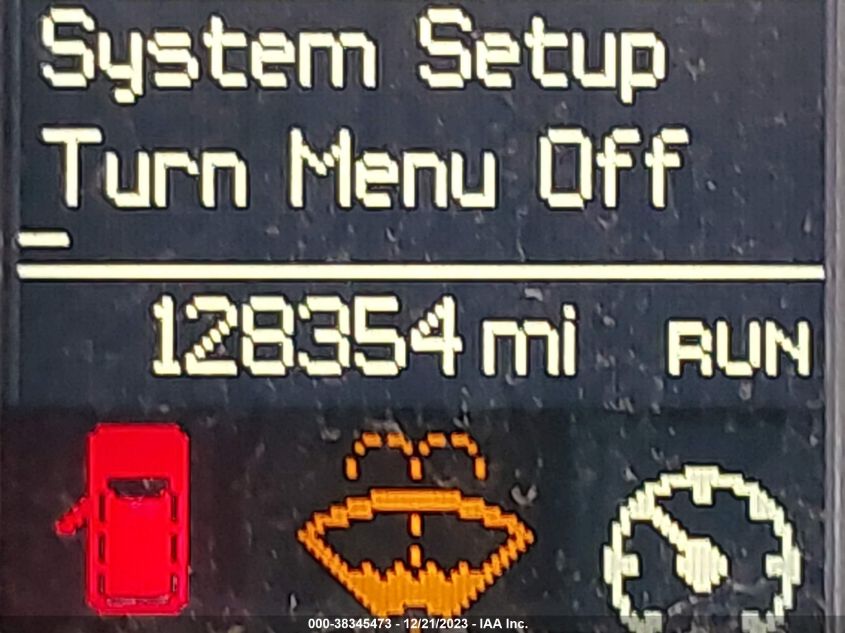 System Setup
Turn Menu Off
128354 mi RUN
000-38345473 - 12/21/2023 - IAA Inc.